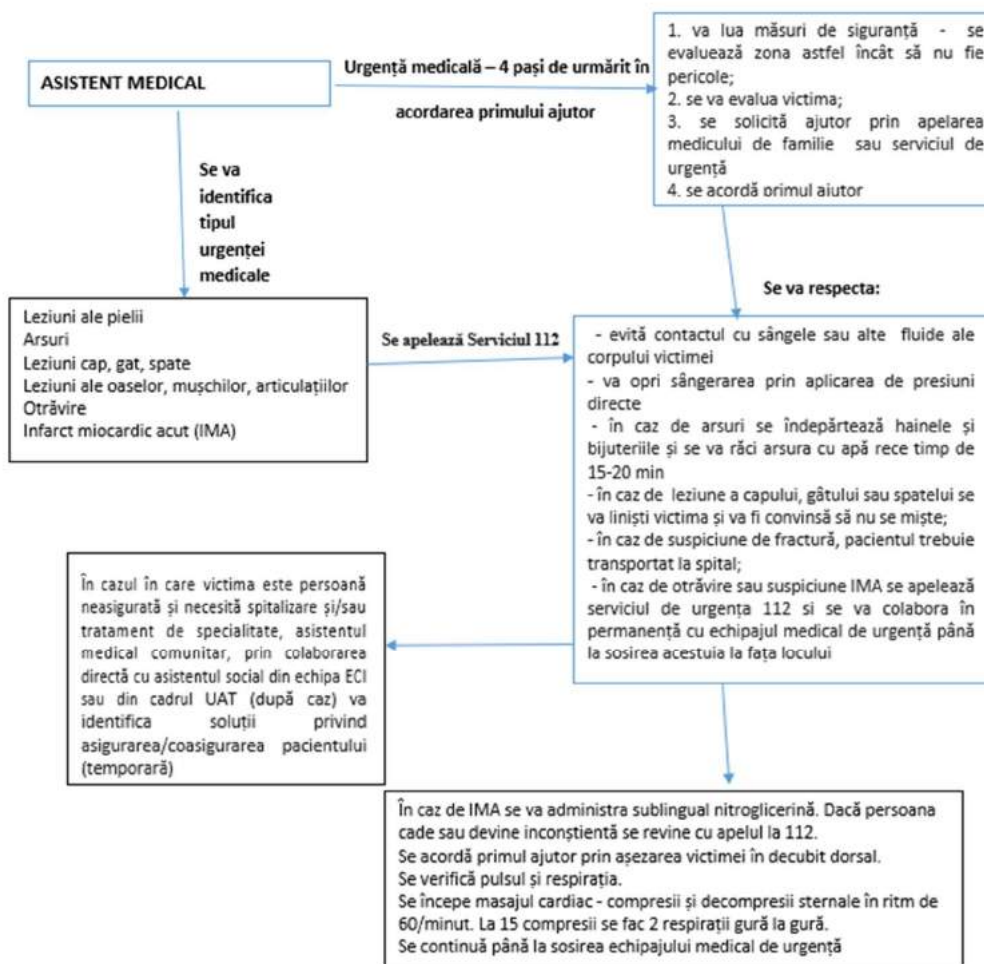 ASISTENT MEDICAL
Urgență medicală – 4 pași de urmărit în
acordarea primului ajutor
1. va lua măsuri de siguranță - se
evaluează zona astfel încât să nu fie
pericole;
2. se va evalua victima;
3. se solicită ajutor prin apelarea
medicului de familie sau serviciul de
urgență
4. se acordă primul ajutor
Se va
identifica
tipul
urgenței
medicale
Se va respecta:
Leziuni ale pielii
Arsuri
Leziuni cap, gat, spate
Leziuni ale oaselor, mușchilor, articulațiilor
Otrăvire
Infarct miocardic acut (IMA)
Se apelează Serviciul 112
- evită contactul cu sângele sau alte fluide ale
corpului victimei
- va opri sângerarea prin aplicarea de presiuni
directe
- în caz de arsuri se îndepărtează hainele și
bijuteriile și se va răci arsura cu apă rece timp de
15-20 min
- în caz de leziune a capului, gâtului sau spatelui se
va liniști victima și va fi convinsă să nu se miște;
- în caz de suspiciune de fractură, pacientul trebuie
transportat la spital;
- în caz de otrăvire sau suspiciune IMA se apelează
serviciul de urgența 112 si se va colabora în
permanență cu echipajul medical de urgență până
la sosirea acestuia la fața locului
În cazul în care victima este persoană
neasigurată și necesită spitalizare și/sau
tratament de specialitate, asistentul
medical comunitar, prin colaborarea
directă cu asistentul social din echipa ECI
sau din cadrul UAT (după caz) va
identifica soluții privind
asigurarea/coasigurarea pacientului
(temporară)
În caz de IMA se va administra sublingual nitroglicerină. Dacă persoana
cade sau devine inconștientă se revine cu apelul la 112.
Se acordă primul ajutor prin așezarea victimei în decubit dorsal.
Se verifică pulsul și respirația.
Se începe masajul cardiac - compresii și decompresii sternale în ritm de
60/minut. La 15 compresii se fac 2 respirații gură la gură.
Se continuă până la sosirea echipajului medical de urgență